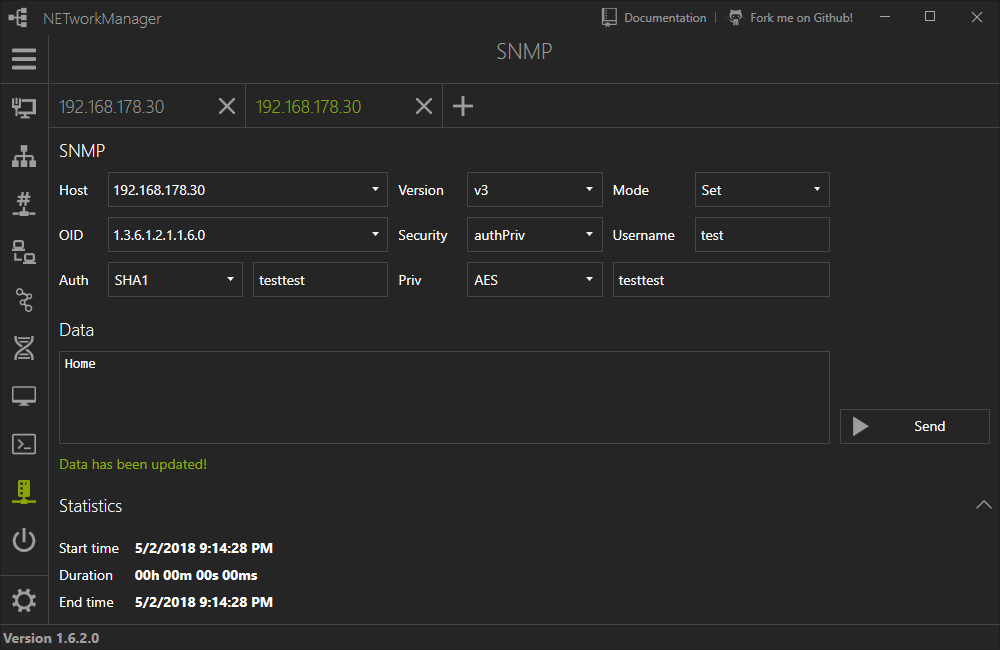 NETworkManager Documentation Fork me on Github!
SNMP
192.168.178.30 192.168.178.30
SNMP
Host 192.168.178.30 Version v3 Mode Set
OID 1.3.6.1.2.1.1.6.0 Security authPriv Username test
Auth SHA1 testtest Priv AES testtest
Data
Home
Send
Data has been updated!
Statistics
Start time 5/2/2018 9:14:28 PM
Duration 00h 00m 00s 00ms
End time 5/2/2018 9:14:28 PM
Version 1.6.2.0